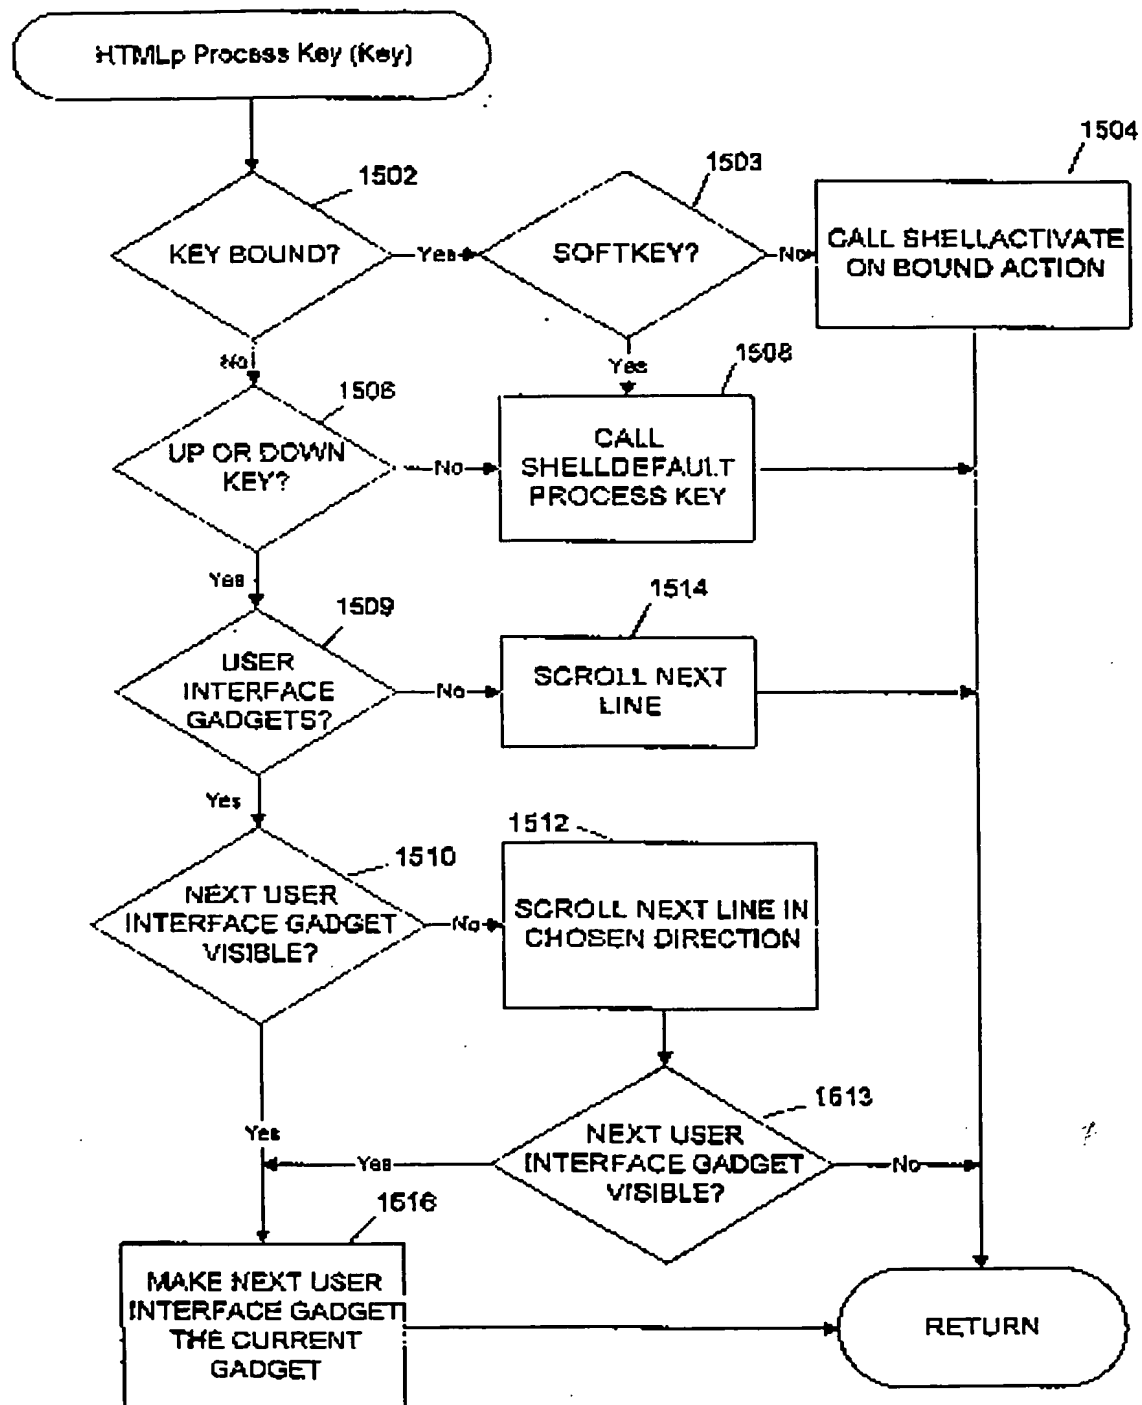 HTMLp Process Key (Key)
1502
1503
1504
KEY BOUND?
Yes
SOFTKEY?
No
CALL SHELLACTIVATE
ON BOUND ACTION
No
Yes
1506
1508
UP OR DOWN
KEY?
No
CALL
SHELLDEFAULT
PROCESS KEY
Yes
1509
1514
USER
INTERFACE
GADGETS?
No
SCROLL NEXT
LINE
Yes
1510
1512
NEXT USER
INTERFACE GADGET
VISIBLE?
No
SCROLL NEXT LINE IN
CHOSEN DIRECTION
1513
Yes
Yes
NEXT USER
INTERFACE GADGET
VISIBLE?
No
1516
MAKE NEXT USER
INTERFACE GADGET
THE CURRENT
GADGET
RETURN